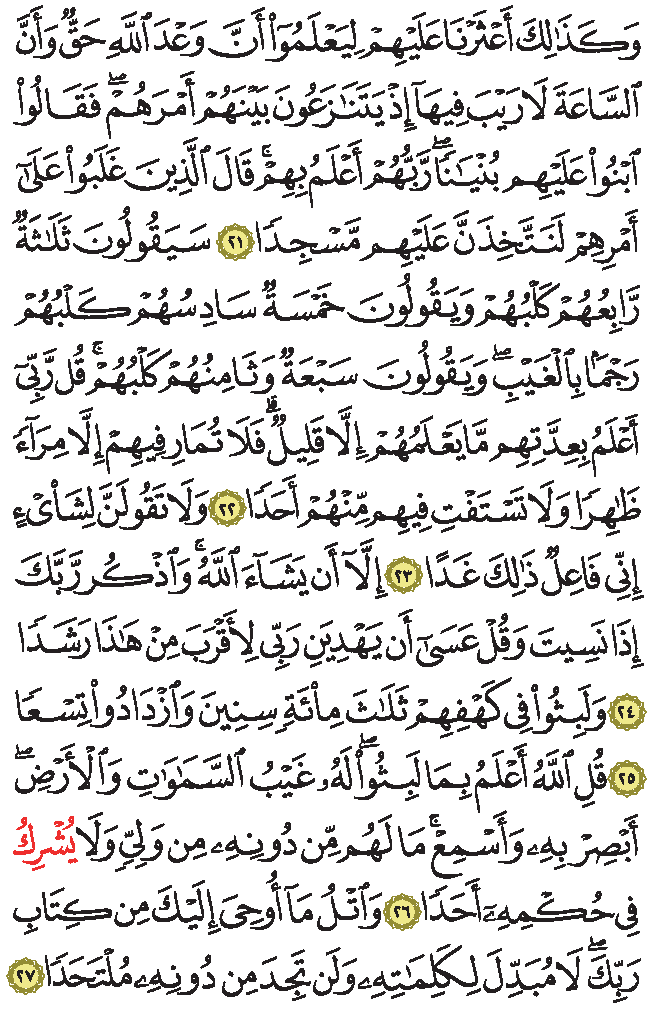 وَكَذَٰلِكَ أَعْثَرْنَا عَلَيْهِمْ لِيَعْلَمُوٓا۟ أَنَّ وَعْدَ ٱللَّهِ حَقٌّ وَأَنَّ
ٱلسَّاعَةَ لَا رَيْبَ فِيهَآ إِذْ يَتَنَٰزَعُونَ بَيْنَهُمْ أَمْرَهُمْ ۖ فَقَالُوا۟
ٱبْنُوا۟ عَلَيْهِم بُنْيَٰنًا ۖ رَّبُّهُمْ أَعْلَمُ بِهِمْ ۚ قَالَ ٱلَّذِينَ غَلَبُوا۟ عَلَىٰٓ
أَمْرِهِمْ لَنَتَّخِذَنَّ عَلَيْهِم مَّسْجِدًا ٢١ سَيَقُولُونَ ثَلَٰثَةٌ
رَّابِعُهُمْ كَلْبُهُمْ وَيَقُولُونَ خَمْسَةٌ سَادِسُهُمْ كَلْبُهُمْ
رَجْمًۢا بِٱلْغَيْبِ ۖ وَيَقُولُونَ سَبْعَةٌ وَثَامِنُهُمْ كَلْبُهُمْ ۚ قُل رَّبِّىٓ
أَعْلَمُ بِعِدَّتِهِم مَّا يَعْلَمُهُمْ إِلَّا قَلِيلٌ ۗ فَلَا تُمَارِ فِيهِمْ إِلَّا مِرَآءً
ظَٰهِرًا وَلَا تَسْتَفْتِ فِيهِم مِّنْهُمْ أَحَدًا ٢٢ وَلَا تَقُولَنَّ لِشَا۟ىْءٍ
إِنِّى فَاعِلٌ ذَٰلِكَ غَدًا ٢٣ إِلَّآ أَن يَشَآءَ ٱللَّهُ ۚ وَٱذْكُر رَّبَّكَ
إِذَا نَسِيتَ وَقُلْ عَسَىٰٓ أَن يَهْدِيَنِ رَبِّى لِأَقْرَبَ مِنْ هَٰذَا رَشَدًا
٢٤ وَلَبِثُوا۟ فِى كَهْفِهِمْ ثَلَٰثَ مِا۟ئَةٍ سِنِينَ وَٱزْدَادُوا۟ تِسْعًا
٢٥ قُلِ ٱللَّهُ أَعْلَمُ بِمَا لَبِثُوا۟ ۖ لَهُۥ غَيْبُ ٱلسَّمَٰوَٰتِ وَٱلْأَرْضِ ۖ
أَبْصِرْ بِهِۦ وَأَسْمِعْ ۚ مَا لَهُم مِّن دُونِهِۦ مِن وَلِىٍّ وَلَا يُشْرِكُ
فِى حُكْمِهِۦٓ أَحَدًا ٢٦ وَٱتْلُ مَآ أُوحِىَ إِلَيْكَ مِن كِتَابِ
رَبِّكَ ۖ لَا مُبَدِّلَ لِكَلِمَٰتِهِۦ وَلَن تَجِدَ مِن دُونِهِۦ مُلْتَحَدًا ٢٧